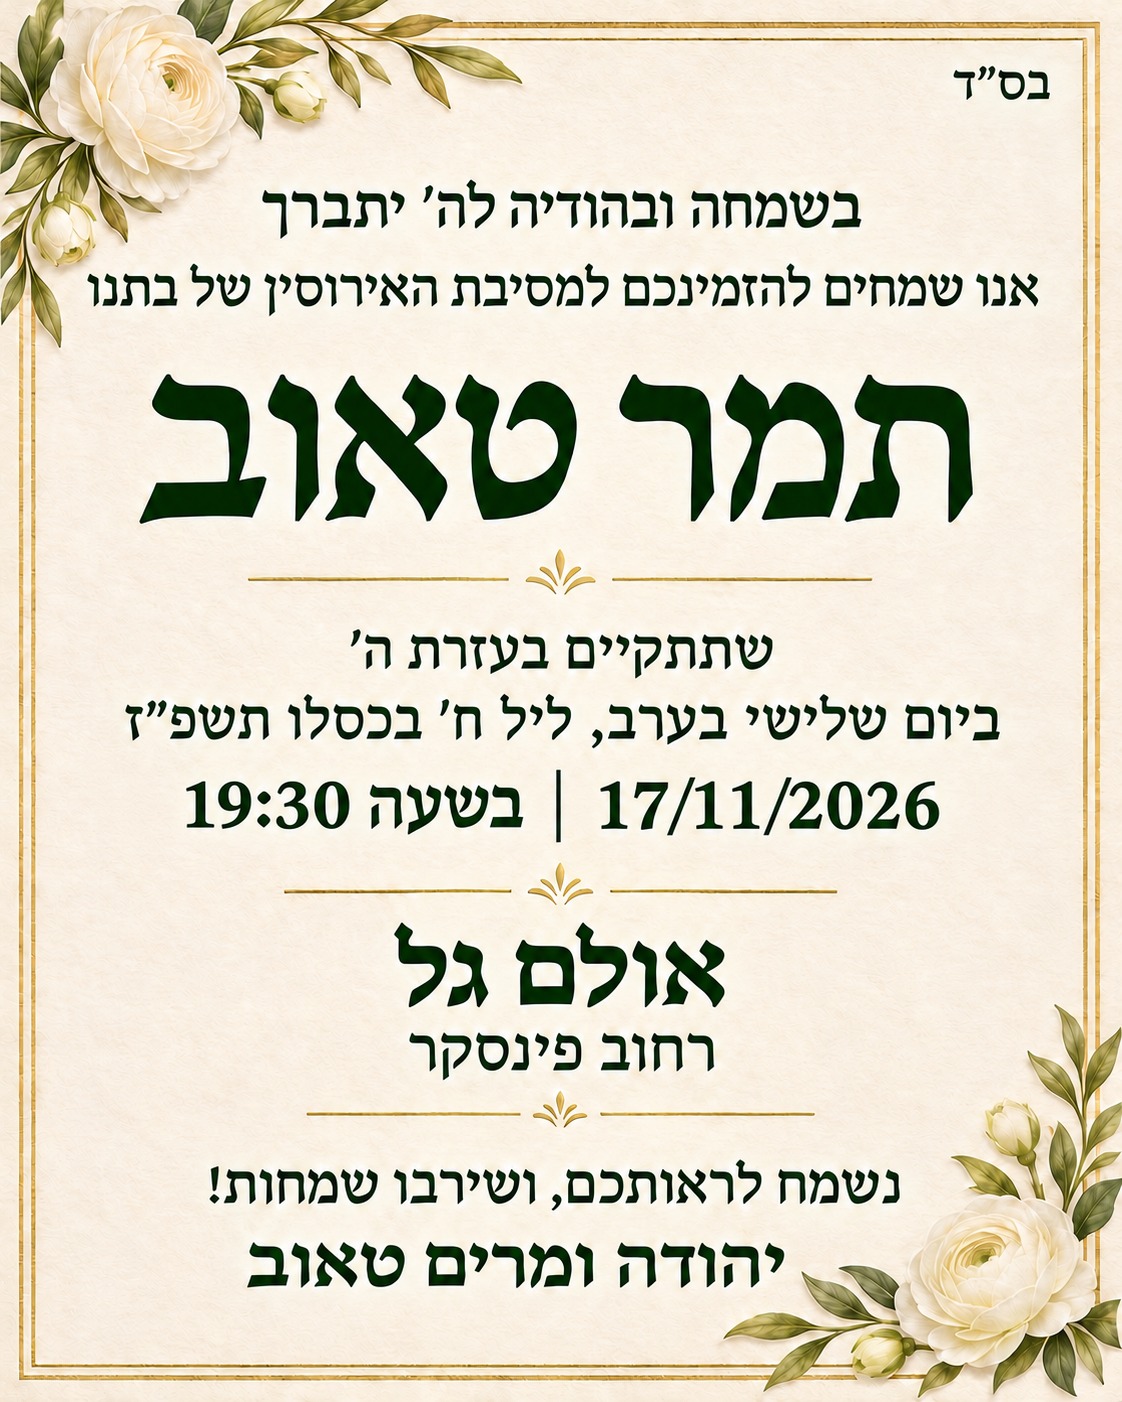 בס״ד
בשמחה ובהודיה לה׳ יתברך
אנו שמחים להזמינכם למסיבת האירוסין של בתנו
תמר טאוב
שתתקיים בעזרת ה׳
ביום שלישי בערב, ליל ח׳ בכסלו תשפ״ז
17/11/2026 | בשעה 19:30
אולם גל
רחוב פינסקר
נשמח לראותכם, ושירבו שמחות!
יהודה ומרים טאוב